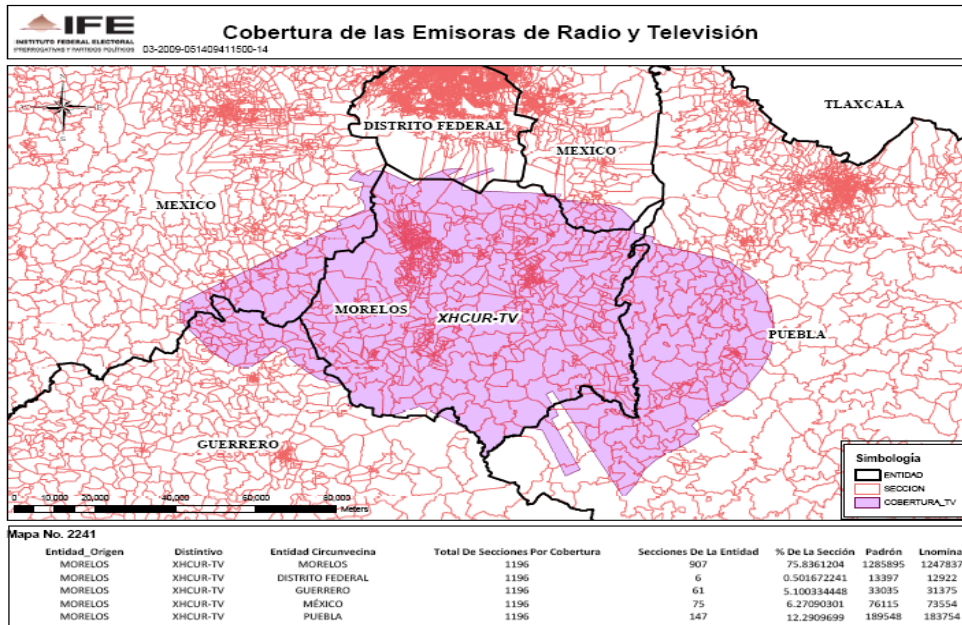 IFE
INSTITUTO FEDERAL ELECTORAL
PRERROGATIVAS Y PARTIDOS POLÍTICOS
03-2009-051409411500-14
Cobertura de las Emisoras de Radio y Televisión
N
TLAXCALA
DISTRITO FEDERAL
MEXICO
MEXICO
MORELOS
XHCUR-TV
PUEBLA
GUERRERO
Simbologia
ENTIDAD
SECCION
COBERTURA_TV
0 10,000 20,000 40,000 60,000 80,000
Meters
Mapa No. 2241
Entidad_Origen Distintivo Entidad Circunvecina Total De Secciones Por Cobertura Secciones De La Entidad % De La Sección Padrón Lnominal
MORELOS XHCUR-TV MORELOS 1196 907 75.8361204 1285895 1247837
MORELOS XHCUR-TV DISTRITO FEDERAL 1196 6 0.501672241 13397 12922
MORELOS XHCUR-TV GUERRERO 1196 61 5.100334448 33035 31375
MORELOS XHCUR-TV MÉXICO 1196 75 6.27090301 76115 73554
MORELOS XHCUR-TV PUEBLA 1196 147 12.2909699 189548 183754